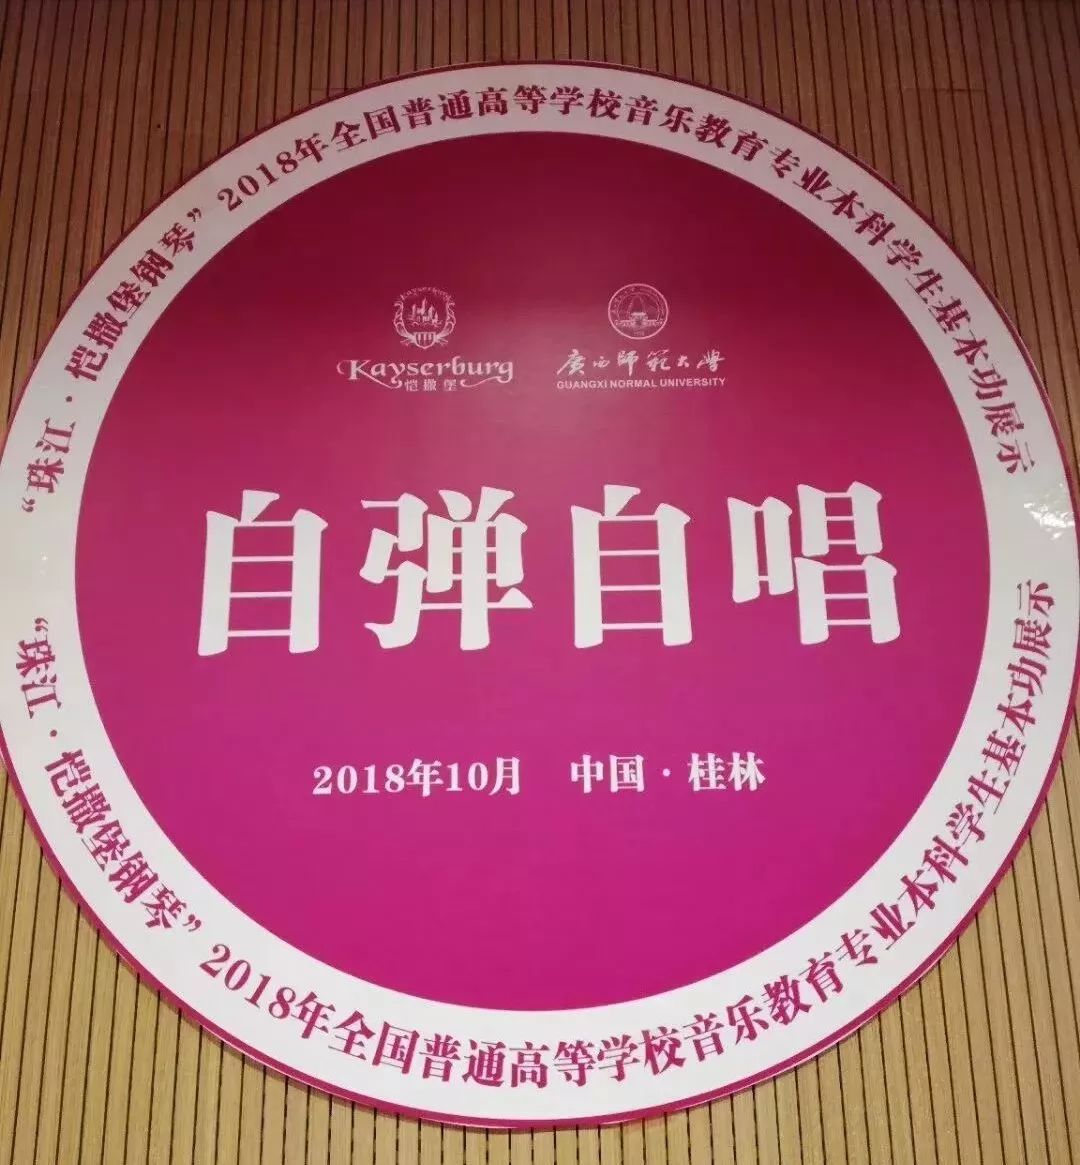 “珠江·恺撒堡钢琴”2018年全国普通高等学校音乐教育专业本科学生基本功展示
Kayserburg
Kayserburg
恺撒堡
廣西師範大學
GUANGXI NORMAL UNIVERSITY
自弹自唱
2018年10月 中国·桂林
“珠江·恺撒堡钢琴”2018年全国普通高等学校音乐教育专业本科学生基本功展示